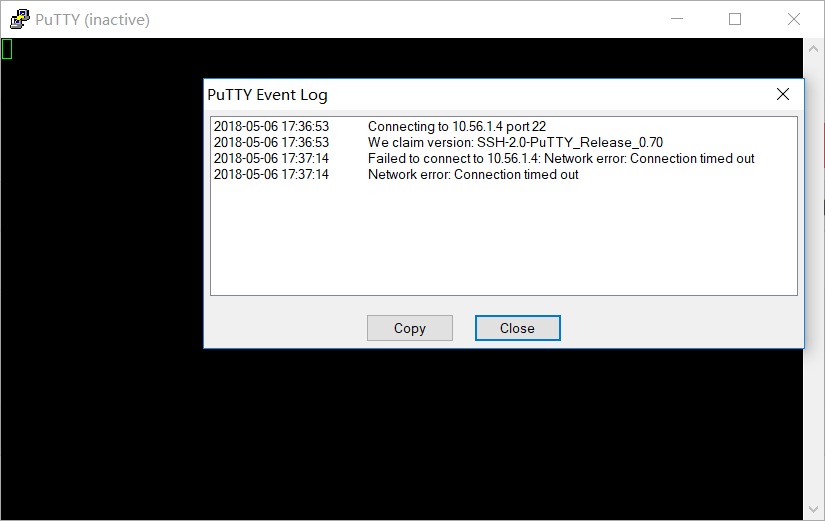 PuTTY (inactive)
PuTTY Event Log
2018-05-06 17:36:53 Connecting to 10.56.1.4 port 22
2018-05-06 17:36:53 We claim version: SSH-2.0-PuTTY_Release_0.70
2018-05-06 17:37:14 Failed to connect to 10.56.1.4: Network error: Connection timed out
2018-05-06 17:37:14 Network error: Connection timed out
Copy Close